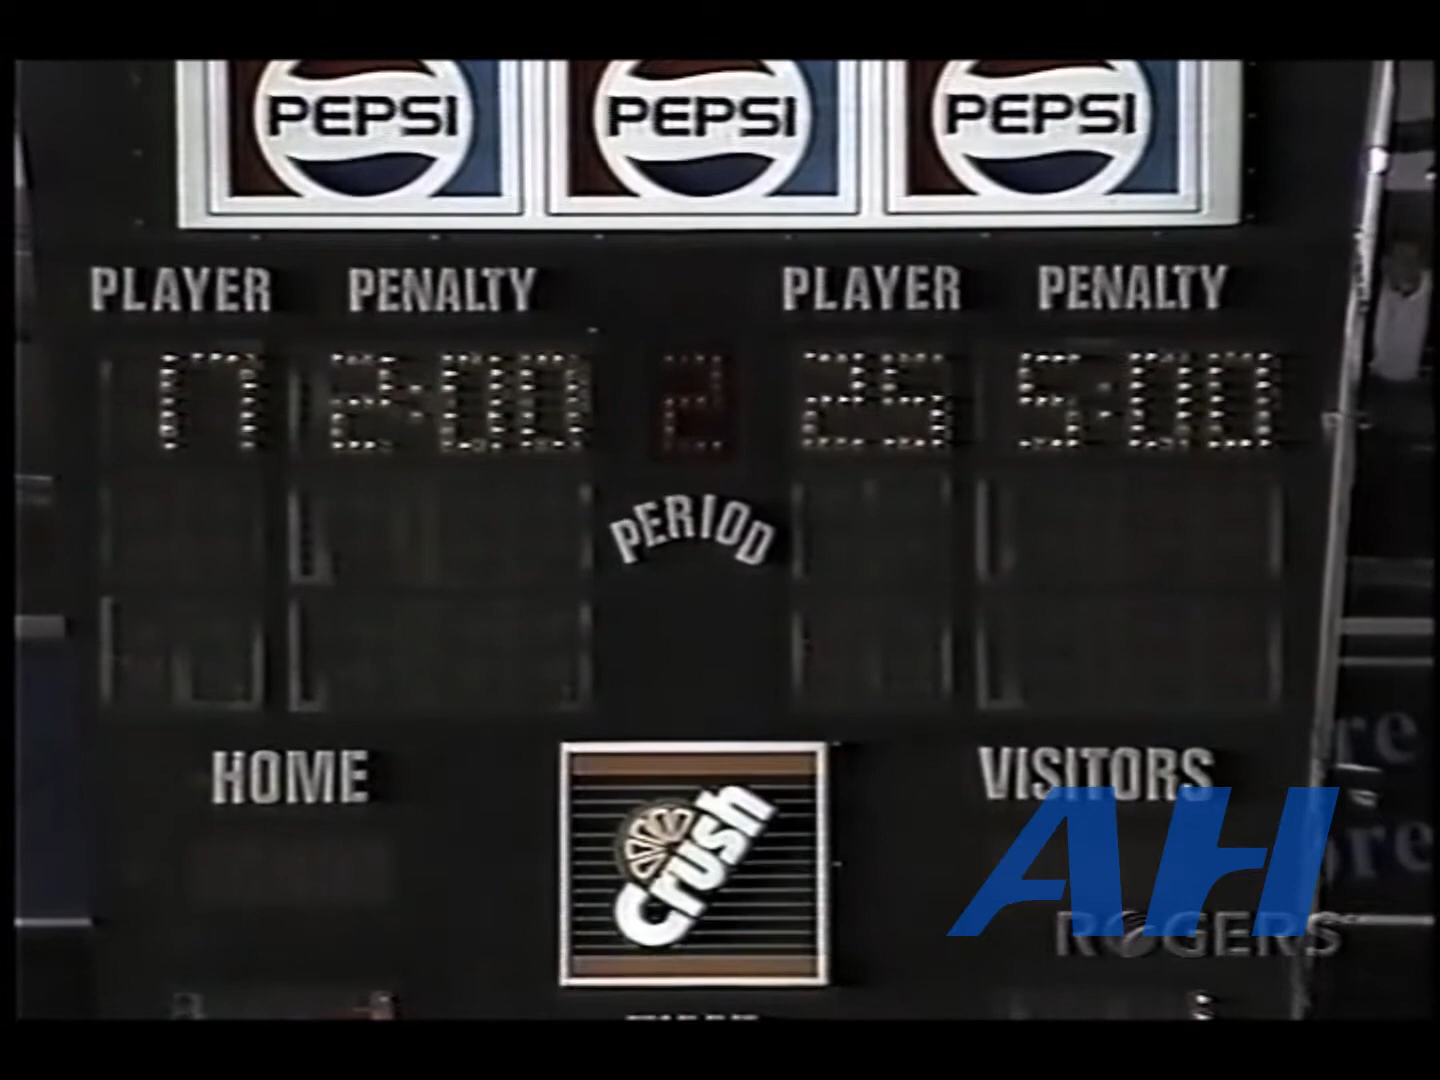 PEPSI PEPSI PEPSI
PLAYER PENALTY PLAYER PENALTY
17 2:00 2 25 5:00
PERIOD
HOME VISITORS
Crush
AH
ROGERS